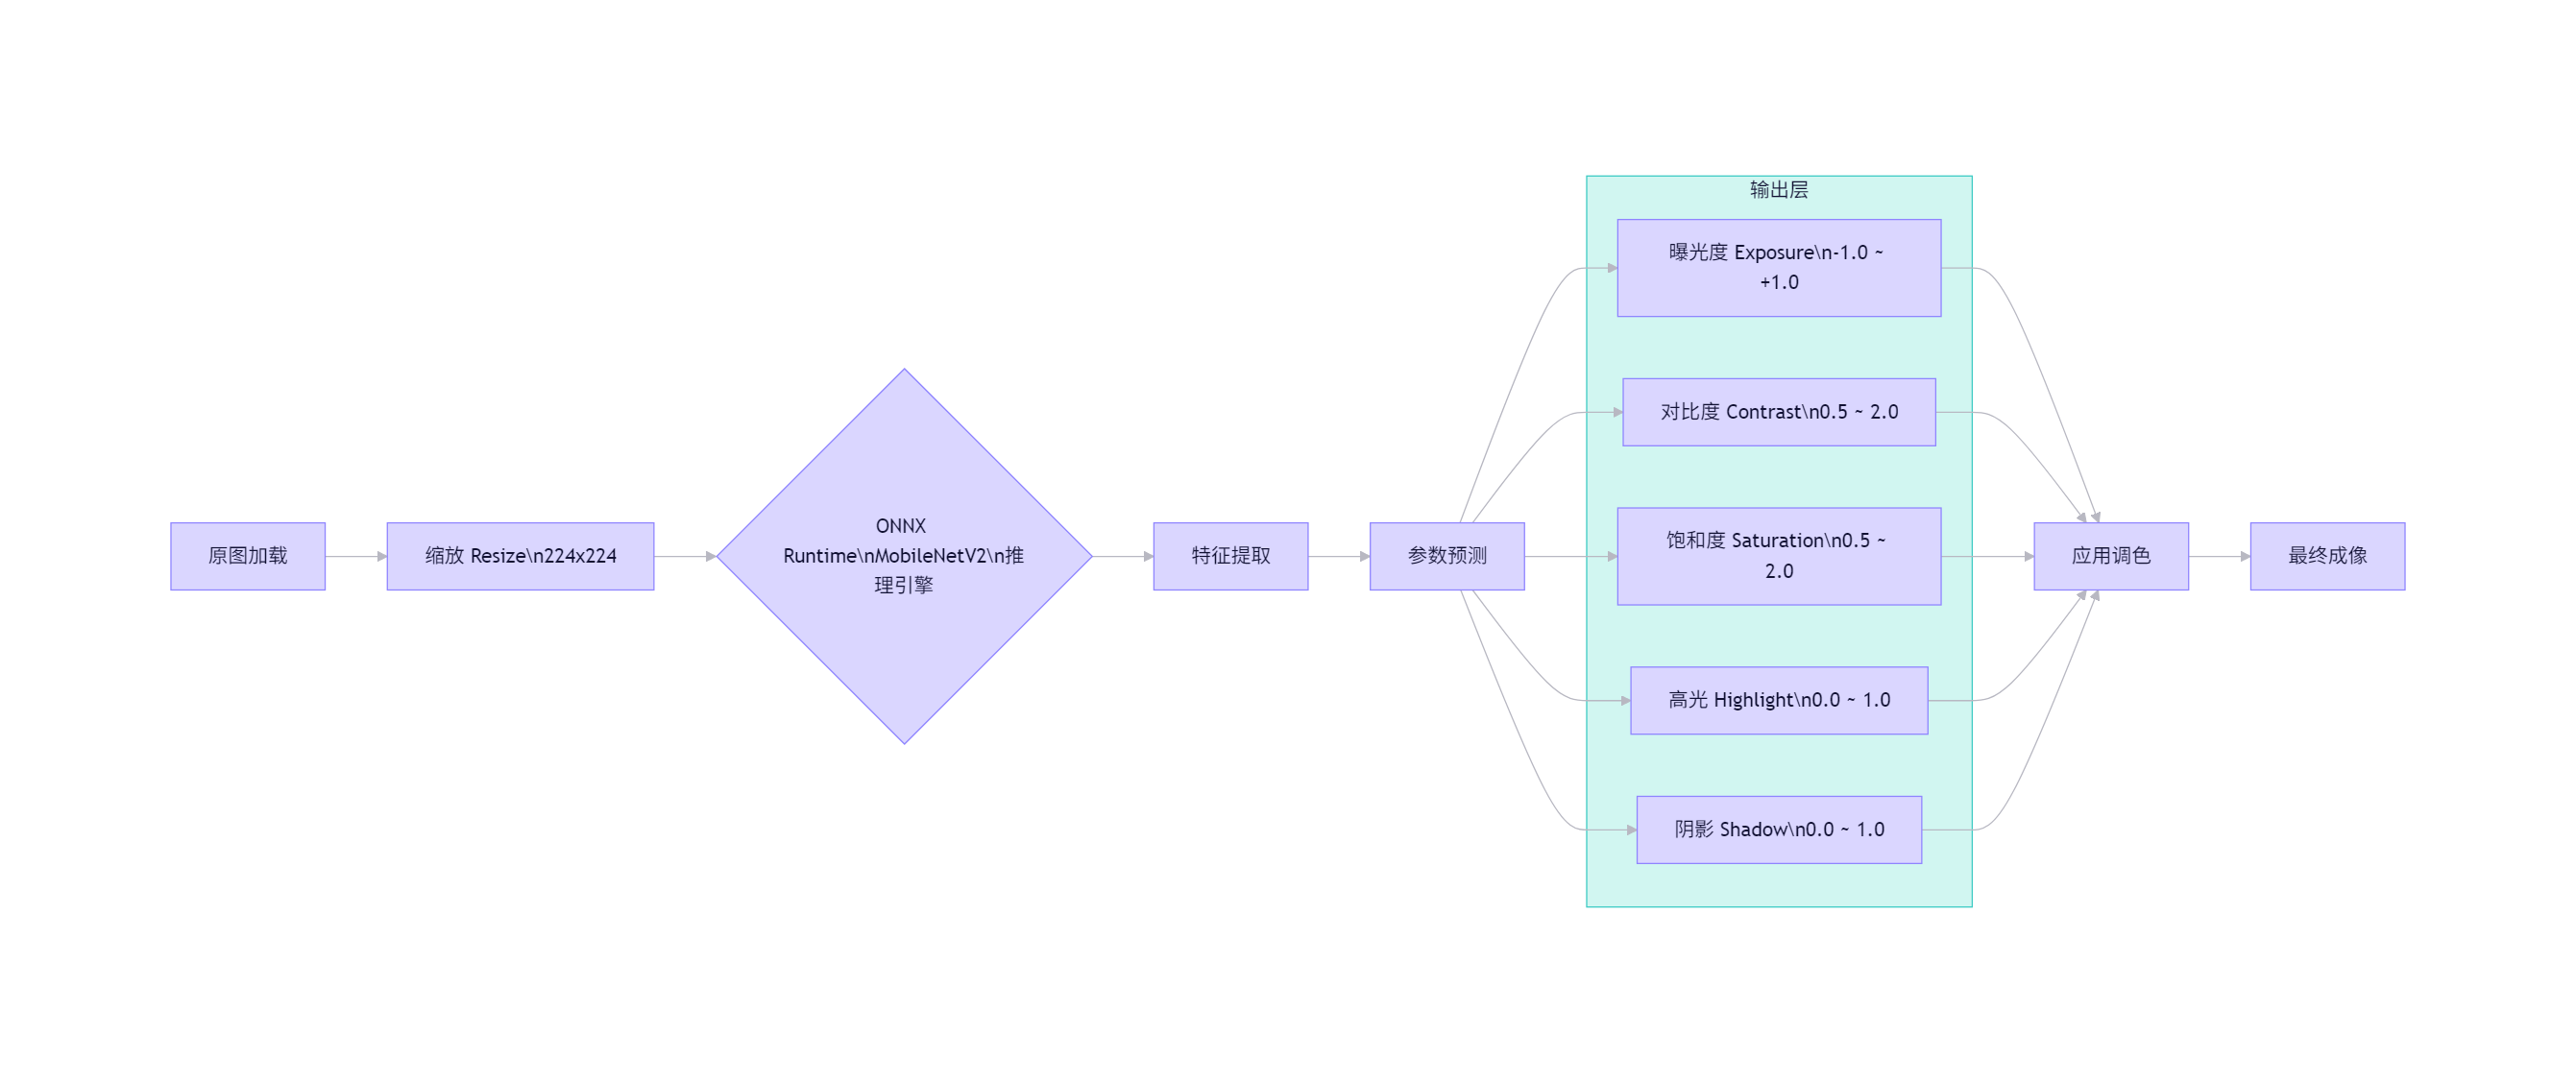 原图加载
缩放 Resize\n224x224
ONNX
Runtime\nMobileNetV2\n推
理引擎
特征提取
参数预测
输出层
曝光度 Exposure\n-1.0 ~
+1.0
对比度 Contrast\n0.5 ~ 2.0
饱和度 Saturation\n0.5 ~
2.0
高光 Highlight\n0.0 ~ 1.0
阴影 Shadow\n0.0 ~ 1.0
应用调色
最终成像